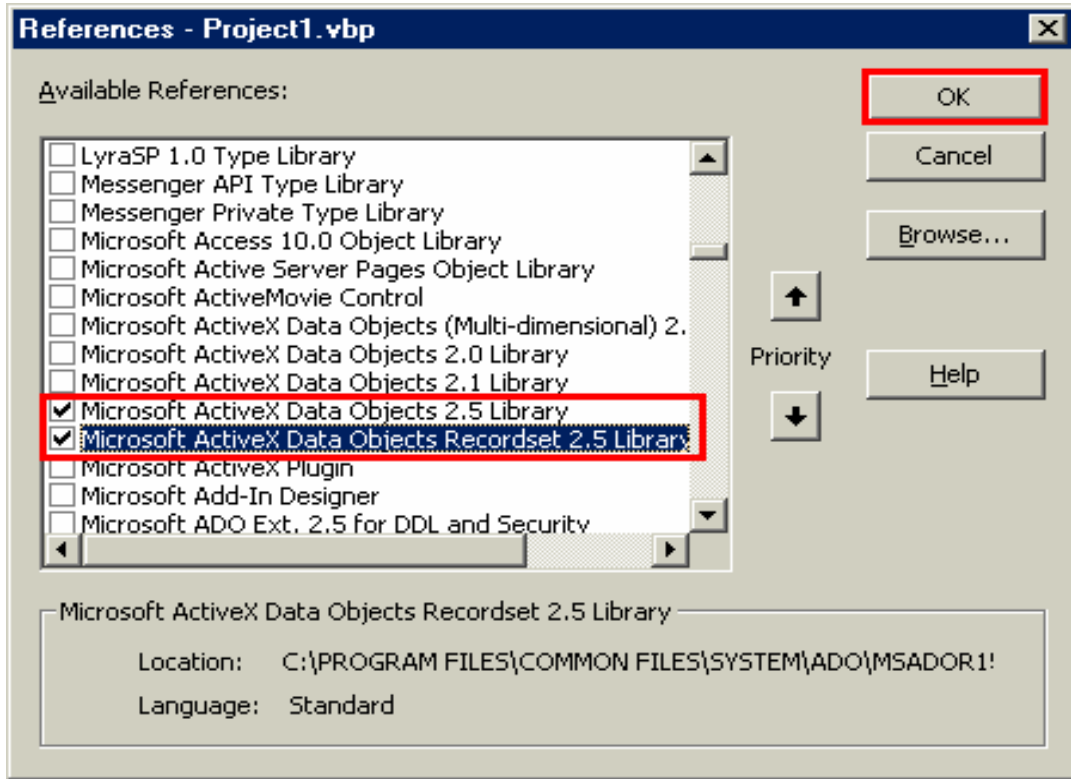 References - Project1.vbp
Available References:
OK
LyraSP 1.0 Type Library
Cancel
Messenger API Type Library
Messenger Private Type Library
Microsoft Access 10.0 Object Library
Browse...
Microsoft Active Server Pages Object Library
Microsoft ActiveMovie Control
Microsoft ActiveX Data Objects (Multi-dimensional) 2.
Microsoft ActiveX Data Objects 2.0 Library
Priority
Microsoft ActiveX Data Objects 2.1 Library
Help
Microsoft ActiveX Data Objects 2.5 Library
Microsoft ActiveX Data Objects Recordset 2.5 Library
Microsoft ActiveX Plugin
Microsoft Add-In Designer
Microsoft ADO Ext. 2.5 for DDL and Security
Microsoft ActiveX Data Objects Recordset 2.5 Library
Location: C:\PROGRAM FILES\COMMON FILES\SYSTEM\ADO\MSADOR1!
Language: Standard